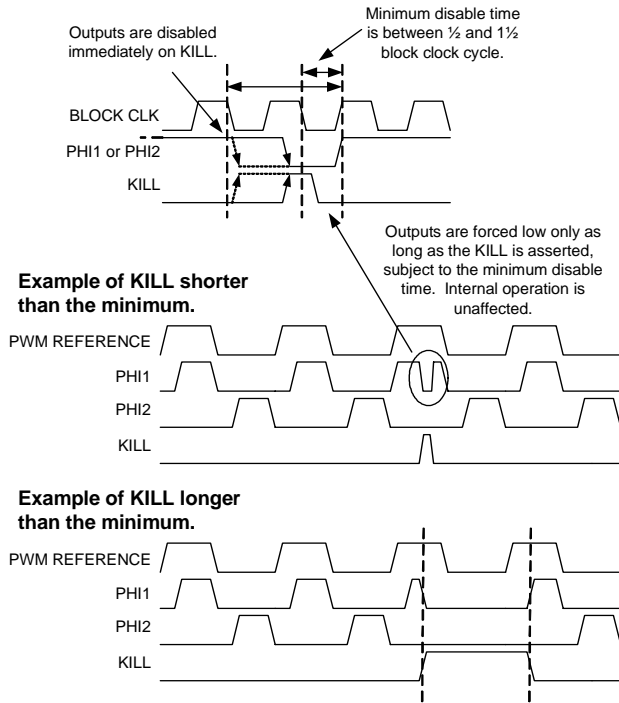 Outputs are disabled
immediately on KILL.
Minimum disable time
is between ½ and 1½
block clock cycle.
BLOCK CLK
PHI1 or PHI2
KILL
Outputs are forced low only as
long as the KILL is asserted,
subject to the minimum disable
time. Internal operation is
unaffected.
Example of KILL shorter
than the minimum.
PWM REFERENCE
PHI1
PHI2
KILL
Example of KILL longer
than the minimum.
PWM REFERENCE
PHI1
PHI2
KILL